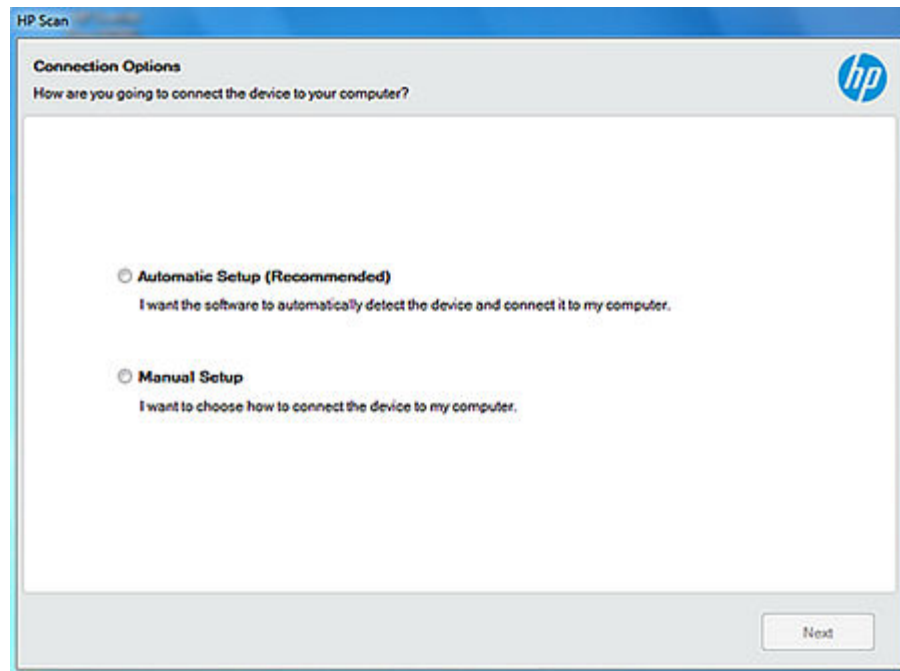 HP Scan
Connection Options
How are you going to connect the device to your computer?
hp
Automatic Setup (Recommended)
I want the software to automatically detect the device and connect it to my computer.
Manual Setup
I want to choose how to connect the device to my computer.
Next